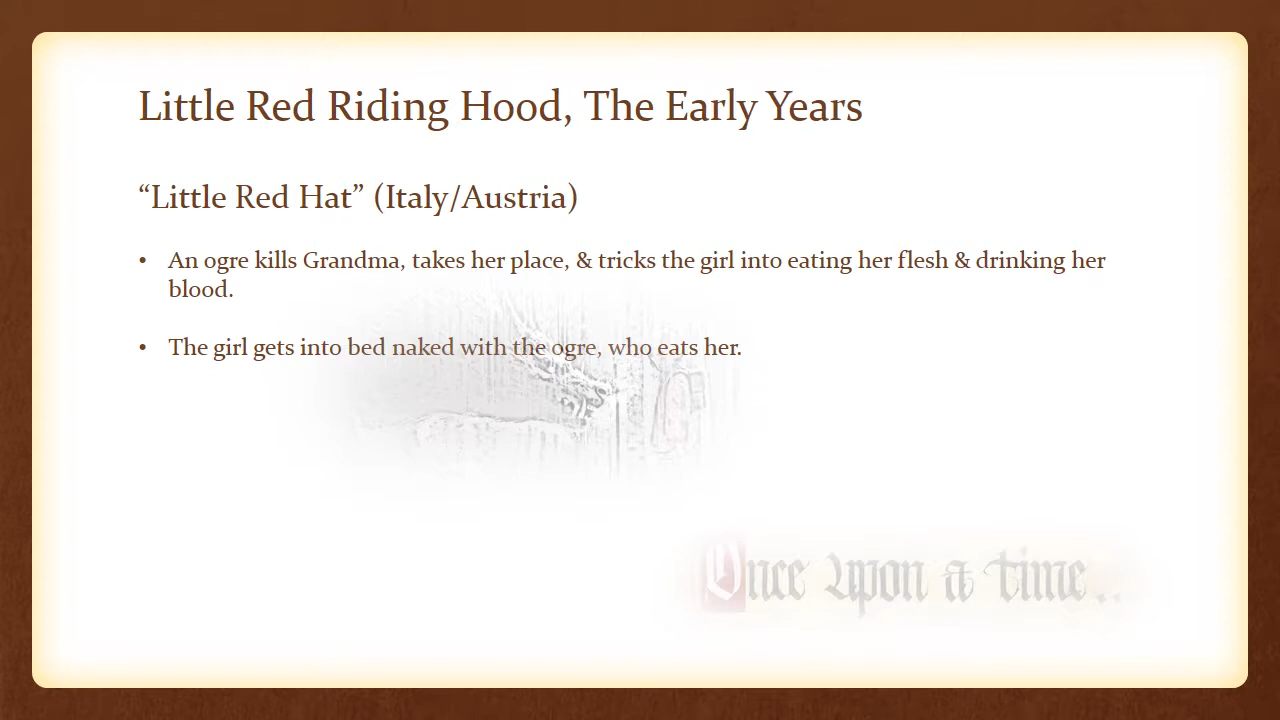 Little Red Riding Hood, The Early Years
“Little Red Hat” (Italy/Austria)
• An ogre kills Grandma, takes her place, & tricks the girl into eating her flesh & drinking her
blood.
• The girl gets into bed naked with the ogre, who eats her.
Once upon a time...